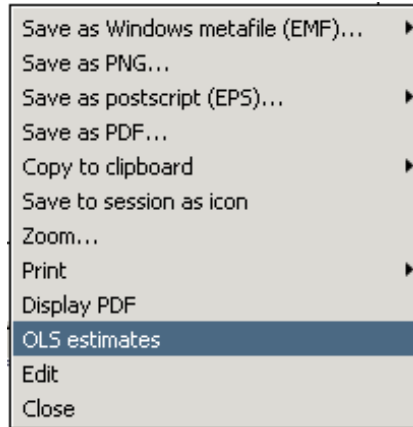 Save as Windows metafile (EMF)...
Save as PNG...
Save as postscript (EPS)...
Save as PDF...
Copy to clipboard
Save to session as icon
Zoom...
Print
Display PDF
OLS estimates
Edit
Close